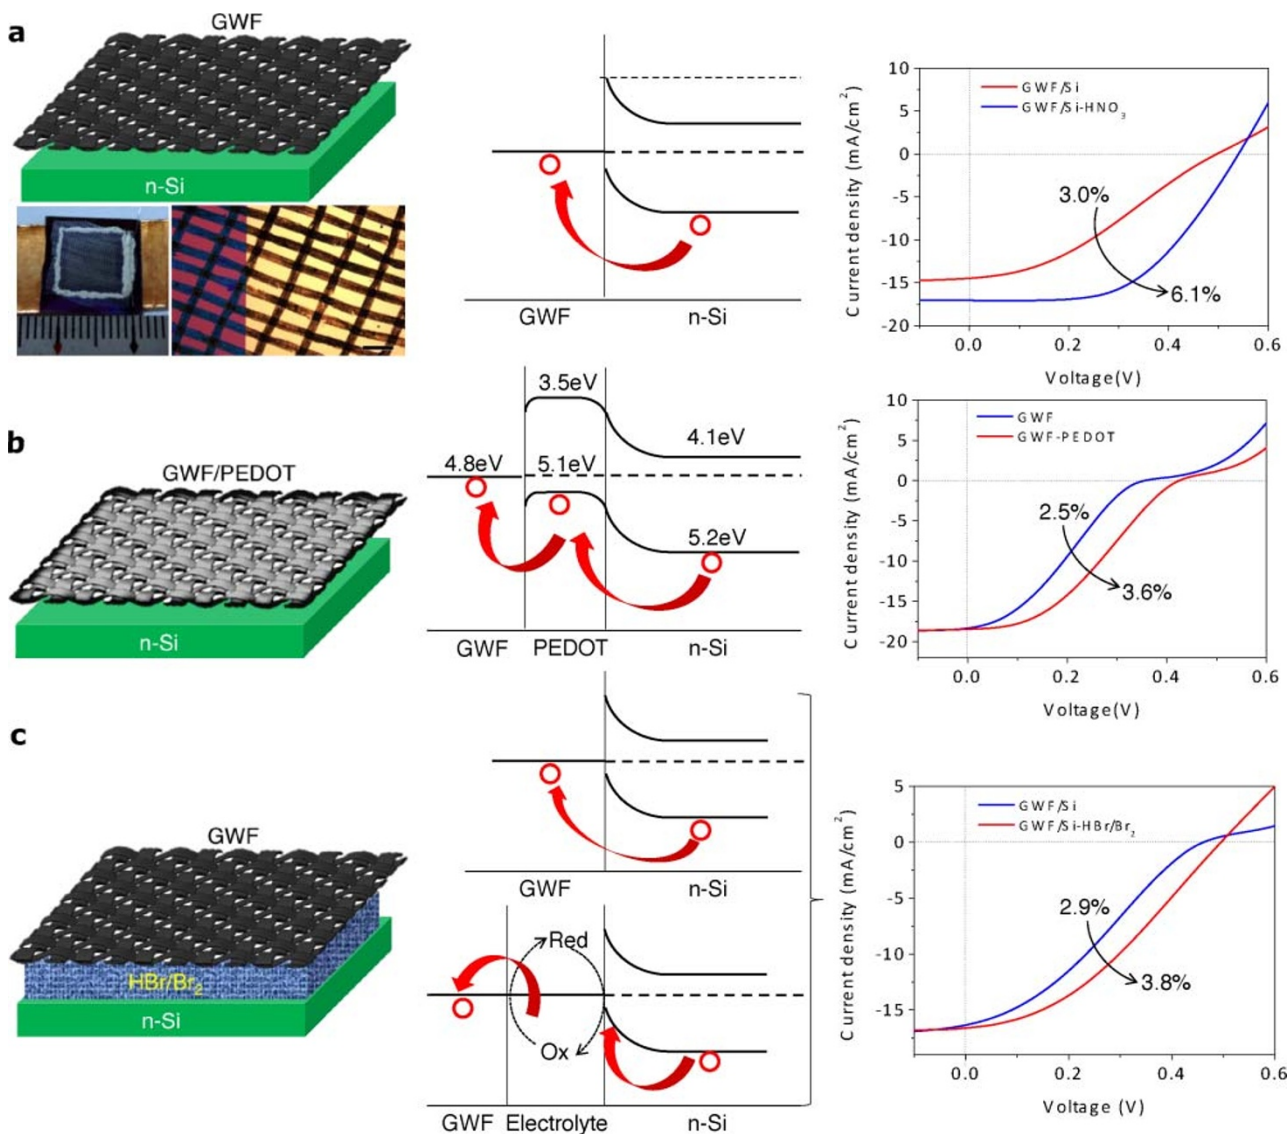 a
GWF
n-Si
GWF
n-Si
GWF/Si
GWF/Si-HNO₃
3.0%
6.1%
Current density (mA/cm²)
10
5
0
-5
-10
-15
-20
0.0
0.2
0.4
0.6
Voltage(V)
b
GWF/PEDOT
n-Si
3.5eV
4.1eV
4.8eV
5.1eV
5.2eV
GWF
PEDOT
n-Si
GWF
GWF-PEDOT
2.5%
3.6%
Current density (mA/cm²)
10
5
0
-5
-10
-15
-20
0.0
0.2
0.4
0.6
Voltage(V)
c
GWF
HBr/Br₂
n-Si
GWF
n-Si
Red
Ox
GWF
Electrolyte
n-Si
GWF/Si
GWF/Si-HBr/Br₂
2.9%
3.8%
Current density (mA/cm²)
5
0
-5
-10
-15
0.0
0.2
0.4
0.6
Voltage (V)